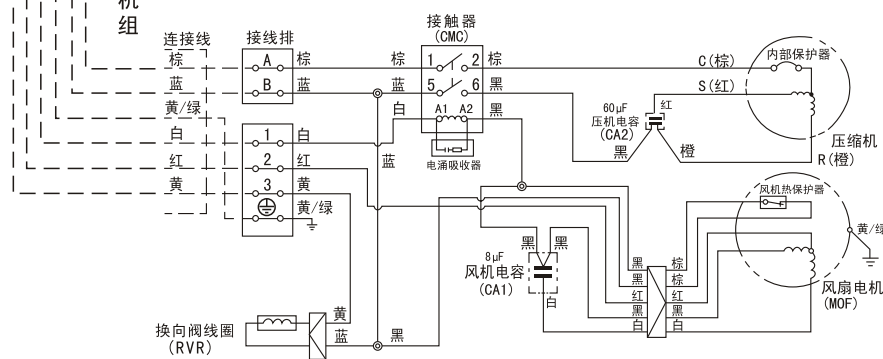 机
组
连接线
棕
蓝
黄/绿
白
红
黄
接线排
A
B
棕
蓝
1
2
3
白
红
黄
黄/绿
接触器
(CMC)
棕
蓝
白
1
2
5
6
A1
A2
棕
黑
黑
电涌吸收器
蓝
60μF
压机电容
(CA2)
红
黑
橙
C(棕)
S(红)
内部保护器
压缩机
R(橙)
风机热保护器
黄/绿
风扇电机
(MOF)
黑
黑
8μF
风机电容
(CA1)
白
黑
黑
红
黑
白
棕
棕
红
黑
白
换向阀线圈
(RVR)
黄
蓝
黑